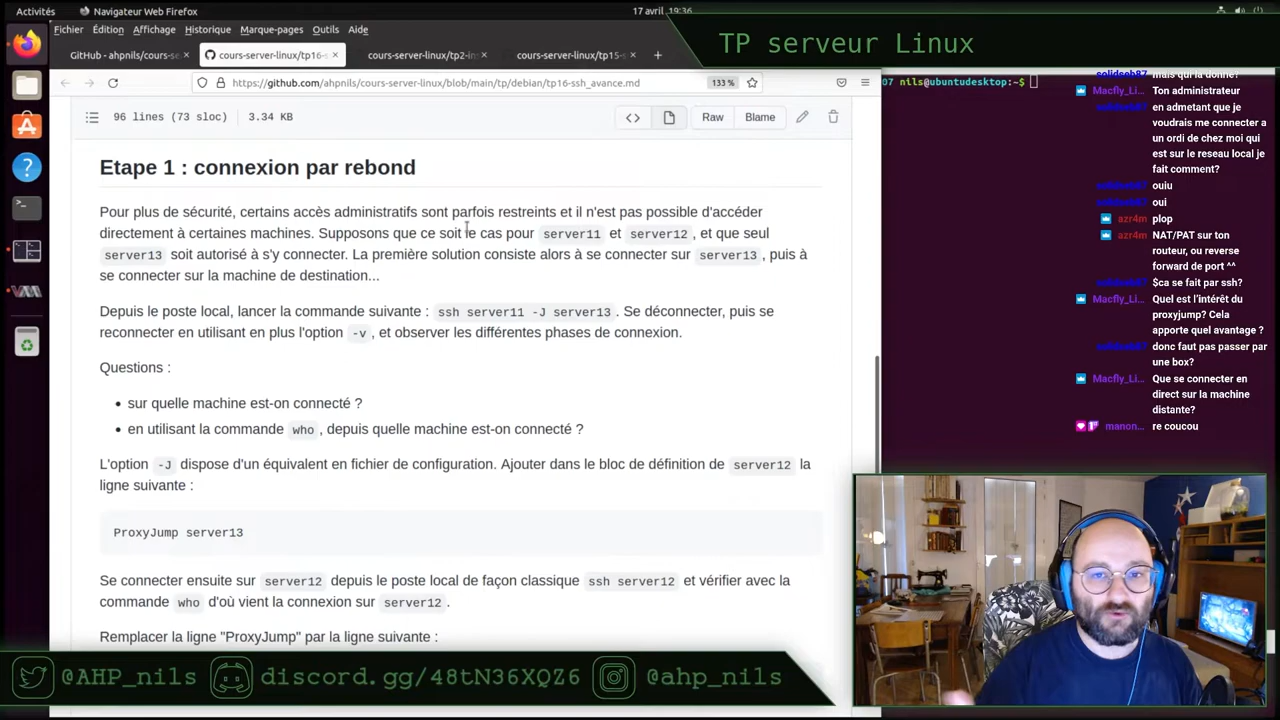 Activités
Navigateur Web Firefox
17 avril 19:36
Fichier Édition Affichage Historique Marque-pages Outils Aide
GitHub - ahpnils/cours-se
cours-server-linux/tp16-
cours-server-linux/tp2-in
cours-server-linux/tp15-s
https://github.com/ahpnils/cours-server-linux/blob/main/tp/debian/tp16-ssh_avance.md
133 %
96 lines (73 sloc) 3.34 KB
Raw Blame
Etape 1 : connexion par rebond
Pour plus de sécurité, certains accès administratifs sont parfois restreints et il n'est pas possible d'accéder
directement à certaines machines. Supposons que ce soit le cas pour server11 et server12, et que seul
server13 soit autorisé à s'y connecter. La première solution consiste alors à se connecter sur server13, puis à
se connecter sur la machine de destination...
Depuis le poste local, lancer la commande suivante : ssh server11 -J server13. Se déconnecter, puis se
reconnecter en utilisant en plus l'option -v, et observer les différentes phases de connexion.
Questions :
• sur quelle machine est-on connecté ?
• en utilisant la commande who, depuis quelle machine est-on connecté ?
L'option -J dispose d'un équivalent en fichier de configuration. Ajouter dans le bloc de définition de server12 la
ligne suivante :
ProxyJump server13
Se connecter ensuite sur server12 depuis le poste local de façon classique ssh server12 et vérifier avec la
commande who d'où vient la connexion sur server12.
Remplacer la ligne "ProxyJump" par la ligne suivante :
TP serveur Linux
07 nils@ubuntudesktop:~$
mais qui la donne?
Macfly_Li...
Ton administrateur
en admetant que je
voudrais me connecter a
un ordi de chez moi qui
est sur le reseau local je
fait comment?
ouiu
oui
azr4m plop
azr4m NAT/PAT sur ton
routeur, ou reverse
forward de port ^^
$ca se fait par ssh?
Macfly_Li...
Quel est l'intérêt du
proxyjump? Cela
apporte quel avantage ?
donc faut pas passer par
une box?
Macfly_Li...
Que se connecter en
direct sur la machine
distante?
manon... re coucou
@AHP_nils
discord.gg/48tN36XQZ6
@ahp_nils